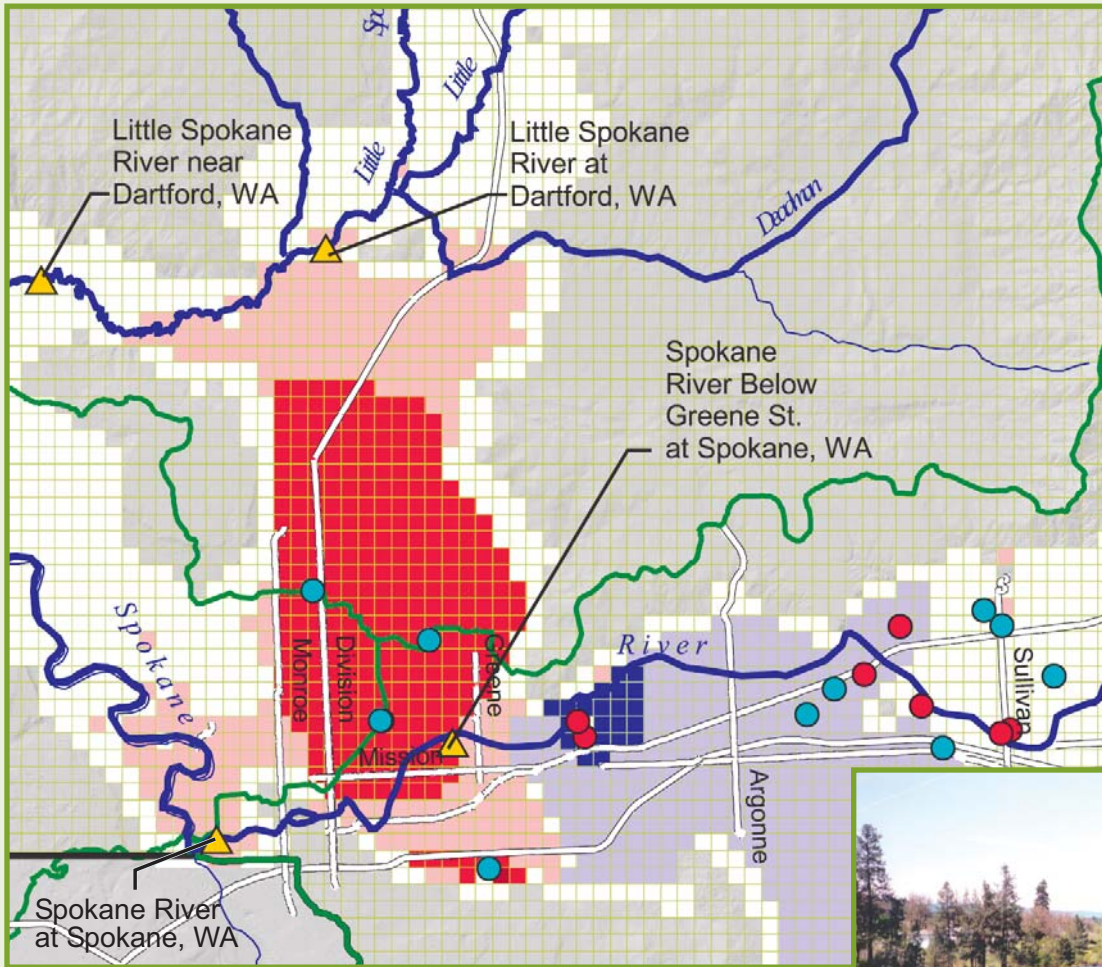 Spo
Little
Little
Little Spokane
River near
Dartford, WA
Little Spokane
River at
Dartford, WA
Deadman
Spokane
River Below
Greene St.
at Spokane, WA
Spokane
River
Monroe
Division
Greene
Sullivan
Mission
Argonne
Spokane River
at Spokane, WA